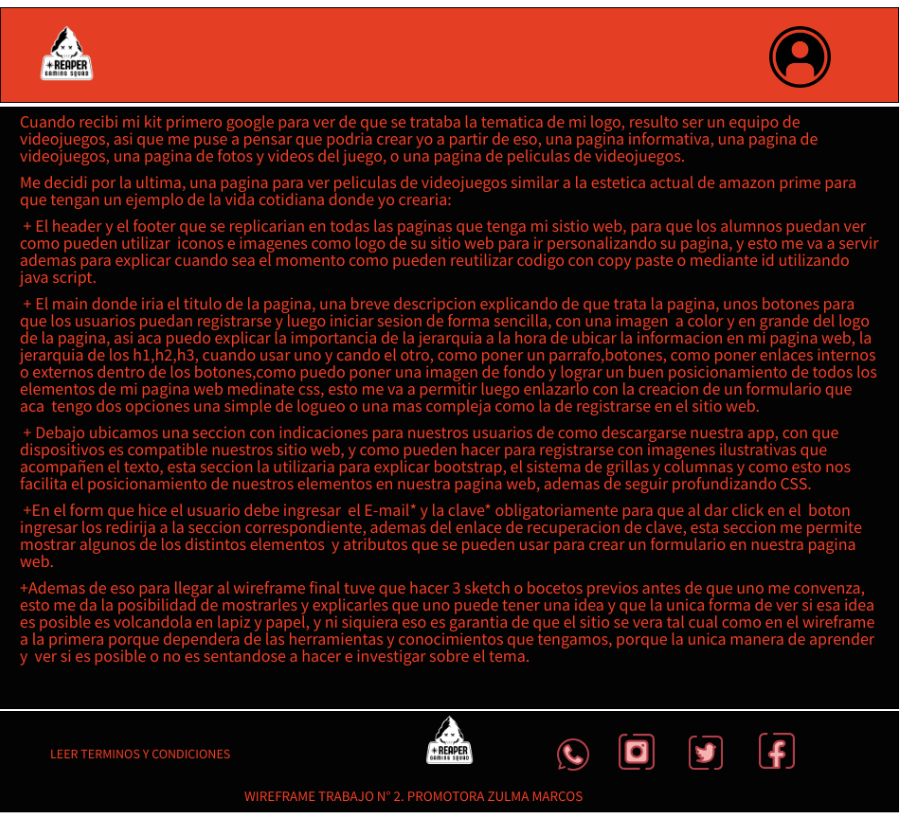 +REAPER
GAMING SQUAD
Cuando recibi mi kit primero google para ver de que se trataba la tematica de mi logo, resulto ser un equipo de
videojuegos, asi que me puse a pensar que podria crear yo a partir de eso, una pagina informativa, una pagina de
videojuegos, una pagina de fotos y videos del juego, o una pagina de peliculas de videojuegos.
Me decidi por la ultima, una pagina para ver peliculas de videojuegos similar a la estetica actual de amazon prime para
que tengan un ejemplo de la vida cotidiana donde yo crearia:
+ El header y el footer que se replicarian en todas las paginas que tenga mi sistio web, para que los alumnos puedan ver
como pueden utilizar iconos e imagenes como logo de su sitio web para ir personalizando su pagina, y esto me va a servir
ademas para explicar cuando sea el momento como pueden reutilizar codigo con copy paste o mediante id utilizando
java script.
+ El main donde iria el titulo de la pagina, una breve descripcion explicando de que trata la pagina, unos botones para
que los usuarios puedan registrarse y luego iniciar sesion de forma sencilla, con una imagen a color y en grande del logo
de la pagina, asi aca puedo explicar la importancia de la jerarquia a la hora de ubicar la informacion en mi pagina web, la
jerarquia de los h1,h2,h3, cuando usar uno y cando el otro, como poner un parrafo,botones, como poner enlaces internos
o externos dentro de los botones,como puedo poner una imagen de fondo y lograr un buen posicionamiento de todos los
elementos de mi pagina web medinate css, esto me va a permitir luego enlazarlo con la creacion de un formulario que
aca tengo dos opciones una simple de logueo o una mas compleja como la de registrarse en el sitio web.
+ Debajo ubicamos una seccion con indicaciones para nuestros usuarios de como descargarse nuestra app, con que
dispositivos es compatible nuestros sitio web, y como pueden hacer para registrarse con imagenes ilustrativas que
acompañen el texto, esta seccion la utilizaria para explicar bootstrap, el sistema de grillas y columnas y como esto nos
facilita el posicionamiento de nuestros elementos en nuestra pagina web, ademas de seguir profundizando CSS.
+En el form que hice el usuario debe ingresar el E-mail* y la clave* obligatoriamente para que al dar click en el boton
ingresar los redirija a la seccion correspondiente, ademas del enlace de recuperacion de clave, esta seccion me permite
mostrar algunos de los distintos elementos y atributos que se pueden usar para crear un formulario en nuestra pagina
web.
+Ademas de eso para llegar al wireframe final tuve que hacer 3 sketch o bocetos previos antes de que uno me convenza,
esto me da la posibilidad de mostrarles y explicarles que uno puede tener una idea y que la unica forma de ver si esa idea
es posible es volcandola en lapiz y papel, y ni siquiera eso es garantia de que el sitio se vera tal cual como en el wireframe
a la primera porque dependera de las herramientas y conocimientos que tengamos, porque la unica manera de aprender
y ver si es posible o no es sentandose a hacer e investigar sobre el tema.
+REAPER
GAMING SQUAD
LEER TERMINOS Y CONDICIONES
WIREFRAME TRABAJO N° 2. PROMOTORA ZULMA MARCOS